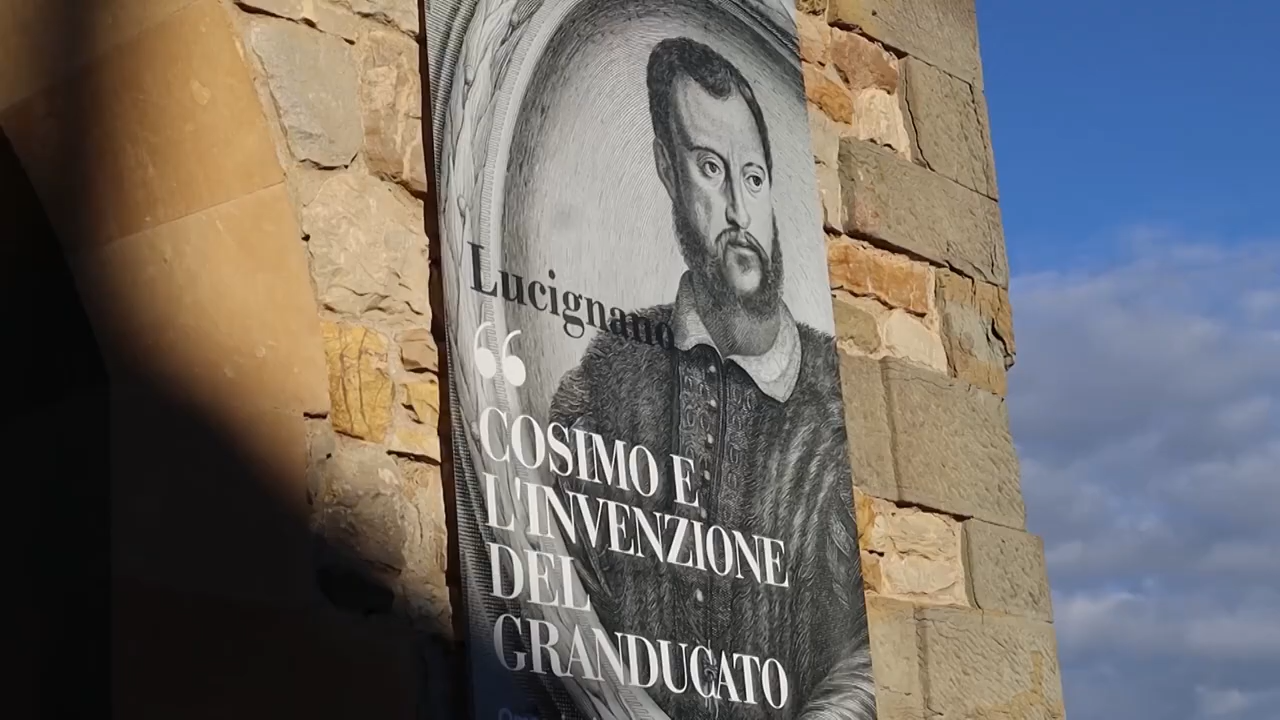 Lucignano
“
COSIMO E
L'INVENZIONE
DEL
GRANDUCATO